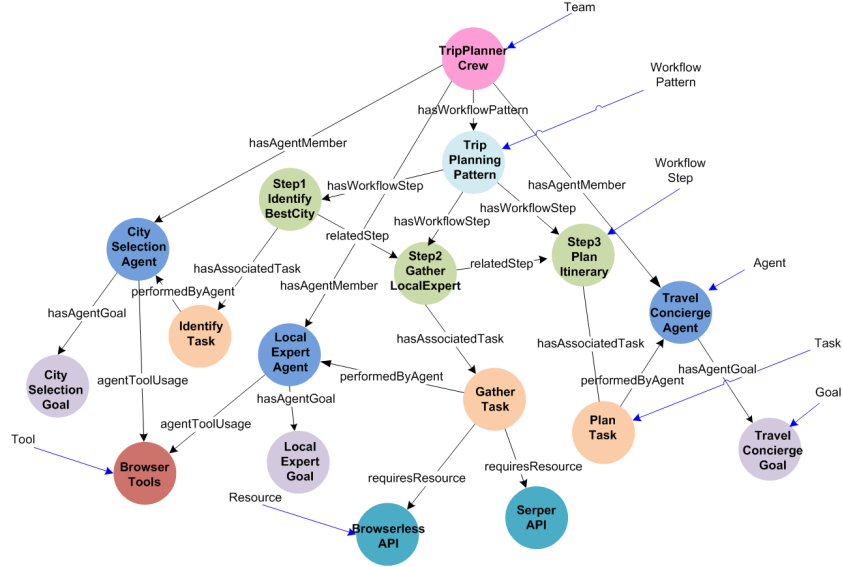 Team
TripPlanner
Crew
Workflow
Pattern
hasWorkflowPattern
hasAgentMember
Trip
Planning
Pattern
Workflow
Step
Step1
Identify
BestCity
hasWorkflowStep
hasAgentMember
hasWorkflowStep
hasWorkflowStep
City
Selection
Agent
relatedStep
Step2
Gather
LocalExpert
relatedStep
Step3
Plan
Itinerary
Agent
hasAssociatedTask
performedByAgent
hasAgentMember
Travel
Concierge
Agent
hasAgentGoal
Identify
Task
Local
Expert
Agent
hasAssociatedTask
hasAssociatedTask
Task
City
Selection
Goal
agentToolUsage
performedByAgent
performedByAgent
hasAgentGoal
Goal
hasAgentGoal
Gather
Task
Plan
Task
agentToolUsage
Tool
Browser
Tools
Local
Expert
Goal
Travel
Concierge
Goal
requiresResource
requiresResource
Resource
Browserless
API
Serper
API